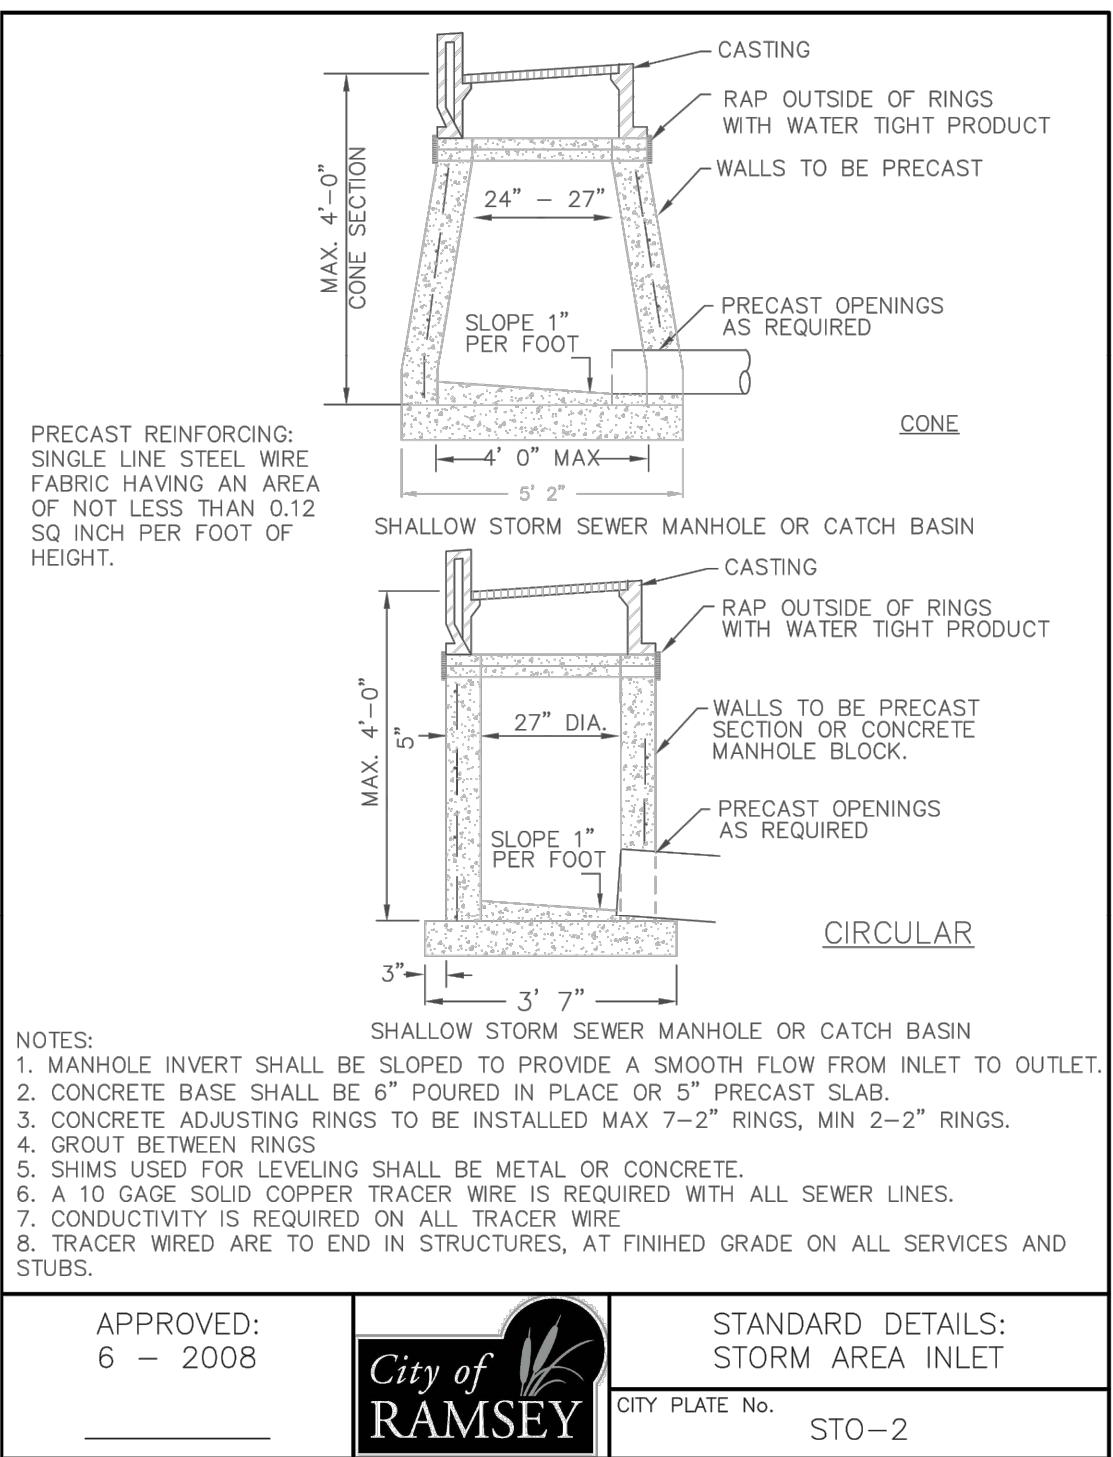 CASTING
RAP OUTSIDE OF RINGS
WITH WATER TIGHT PRODUCT
WALLS TO BE PRECAST
MAX. 4'-0"
CONE SECTION
24" – 27"
PRECAST OPENINGS
AS REQUIRED
SLOPE 1"
PER FOOT
CONE
PRECAST REINFORCING:
SINGLE LINE STEEL WIRE
FABRIC HAVING AN AREA
OF NOT LESS THAN 0.12
SQ INCH PER FOOT OF
HEIGHT.
4' 0" MAX
5' 2"
SHALLOW STORM SEWER MANHOLE OR CATCH BASIN
CASTING
RAP OUTSIDE OF RINGS
WITH WATER TIGHT PRODUCT
MAX. 4'-0"
5"
27" DIA.
WALLS TO BE PRECAST
SECTION OR CONCRETE
MANHOLE BLOCK.
PRECAST OPENINGS
AS REQUIRED
SLOPE 1"
PER FOOT
CIRCULAR
3"
3' 7"
SHALLOW STORM SEWER MANHOLE OR CATCH BASIN
NOTES:
1. MANHOLE INVERT SHALL BE SLOPED TO PROVIDE A SMOOTH FLOW FROM INLET TO OUTLET.
2. CONCRETE BASE SHALL BE 6" POURED IN PLACE OR 5" PRECAST SLAB.
3. CONCRETE ADJUSTING RINGS TO BE INSTALLED MAX 7–2" RINGS, MIN 2–2" RINGS.
4. GROUT BETWEEN RINGS
5. SHIMS USED FOR LEVELING SHALL BE METAL OR CONCRETE.
6. A 10 GAGE SOLID COPPER TRACER WIRE IS REQUIRED WITH ALL SEWER LINES.
7. CONDUCTIVITY IS REQUIRED ON ALL TRACER WIRE
8. TRACER WIRED ARE TO END IN STRUCTURES, AT FINIHED GRADE ON ALL SERVICES AND
STUBS.
APPROVED:
6 – 2008
City of
RAMSEY
STANDARD DETAILS:
STORM AREA INLET
CITY PLATE No.
STO–2